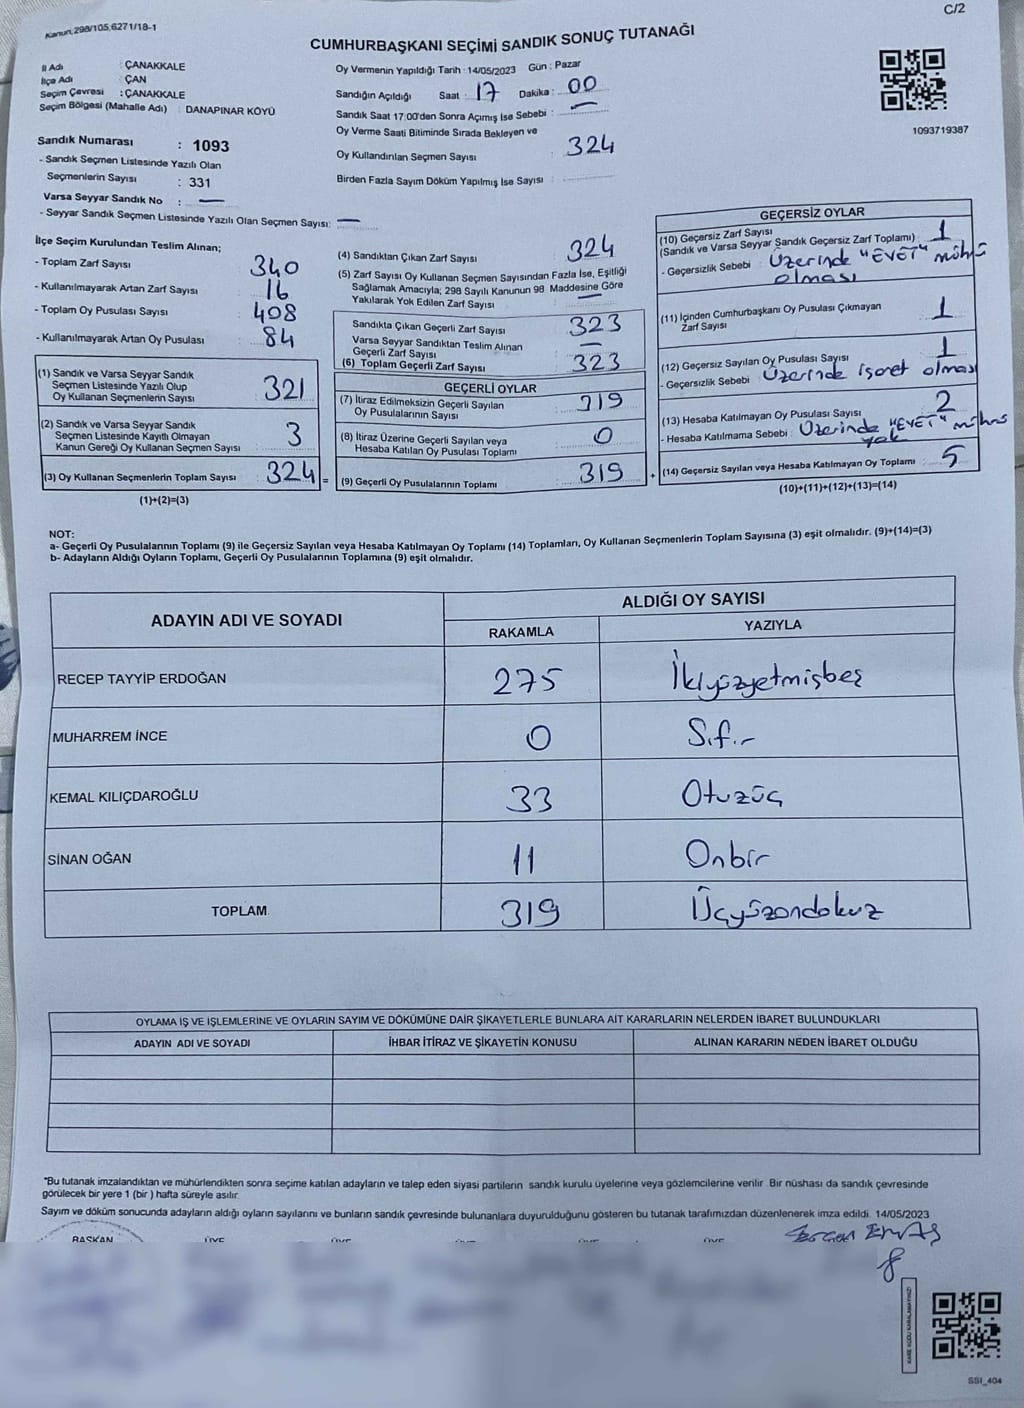 Kanun, 298/105,6271/18-1
C/2
CUMHURBAŞKANI SEÇİMİ SANDIK SONUÇ TUTANAĞI
İl Adı : ÇANAKKALE
İlçe Adı : ÇAN
Seçim Çevresi : ÇANAKKALE
Seçim Bölgesi (Mahalle Adı) : DANAPINAR KÖYÜ
Oy Vermenin Yapıldığı Tarih : 14/05/2023 Gün : Pazar
Sandığın Açıldığı Saat : 17 Dakika : 00
Sandık Saat 17:00'den Sonra Açımış İse Sebebi : —
Oy Verme Saati Bitiminde Sırada Bekleyen ve
Oy Kullandırılan Seçmen Sayısı : 324
Birden Fazla Sayım Döküm Yapılmış İse Sayısı :
1093719387
Sandık Numarası : 1093
- Sandık Seçmen Listesinde Yazılı Olan
Seçmenlerin Sayısı : 331
Varsa Seyyar Sandık No : —
- Seyyar Sandık Seçmen Listesinde Yazılı Olan Seçmen Sayısı: —
İlçe Seçim Kurulundan Teslim Alınan;
- Toplam Zarf Sayısı 340
- Kullanılmayarak Artan Zarf Sayısı 16
- Toplam Oy Pusulası Sayısı 408
- Kullanılmayarak Artan Oy Pusulası 84
(1) Sandık ve Varsa Seyyar Sandık
Seçmen Listesinde Yazılı Olup
Oy Kullanan Seçmenlerin Sayısı 321
(2) Sandık ve Varsa Seyyar Sandık
Seçmen Listesinde Kayıtlı Olmayan
Kanun Gereği Oy Kullanan Seçmen Sayısı 3
(3) Oy Kullanan Seçmenlerin Toplam Sayısı 324 =
(1)+(2)=(3)
(4) Sandıktan Çıkan Zarf Sayısı 324
(5) Zarf Sayısı Oy Kullanan Seçmen Sayısından Fazla İse, Eşitliği
Sağlamak Amacıyla; 298 Sayılı Kanunun 98 Maddesine Göre
Yakılarak Yok Edilen Zarf Sayısı —
Sandıkta Çıkan Geçerli Zarf Sayısı 323
Varsa Seyyar Sandıktan Teslim Alınan
Geçerli Zarf Sayısı —
(6) Toplam Geçerli Zarf Sayısı 323
GEÇERLİ OYLAR
(7) İtiraz Edilmeksizin Geçerli Sayılan
Oy Pusulalarının Sayısı 319
(8) İtiraz Üzerine Geçerli Sayılan veya
Hesaba Katılan Oy Pusulası Toplamı 0
(9) Geçerli Oy Pusulalarının Toplamı 319 +
GEÇERSİZ OYLAR
(10) Geçersiz Zarf Sayısı
(Sandık ve Varsa Seyyar Sandık Geçersiz Zarf Toplamı) : 1
- Geçersizlik Sebebi : Üzerinde "EVET" mührü
olması
(11) İçinden Cumhurbaşkanı Oy Pusulası Çıkmayan
Zarf Sayısı 1
(12) Geçersiz Sayılan Oy Pusulası Sayısı 1
- Geçersizlik Sebebi : Üzerinde işaret olması
(13) Hesaba Katılmayan Oy Pusulası Sayısı 2
- Hesaba Katılmama Sebebi : Üzerinde "EVET" mührü
yok
(14) Geçersiz Sayılan veya Hesaba Katılmayan Oy Toplamı : 5
(10)+(11)+(12)+(13)=(14)
NOT:
a- Geçerli Oy Pusulalarının Toplamı (9) ile Geçersiz Sayılan veya Hesaba Katılmayan Oy Toplamı (14) Toplamları, Oy Kullanan Seçmenlerin Toplam Sayısına (3) eşit olmalıdır. (9)+(14)=(3)
b- Adayların Aldığı Oyların Toplamı, Geçerli Oy Pusulalarının Toplamına (9) eşit olmalıdır.
ADAYIN ADI VE SOYADI ALDIĞI OY SAYISI
RAKAMLA YAZIYLA
RECEP TAYYİP ERDOĞAN 275 İkiyüzyetmişbeş
MUHARREM İNCE 0 Sıfır
KEMAL KILIÇDAROĞLU 33 Otuzüç
SİNAN OĞAN 11 Onbir
TOPLAM 319 Üçyüzondokuz
OYLAMA İŞ VE İŞLEMLERİNE VE OYLARIN SAYIM VE DÖKÜMÜNE DAİR ŞİKAYETLERLE BUNLARA AİT KARARLARIN NELERDEN İBARET BULUNDUKLARI
ADAYIN ADI VE SOYADI İHBAR İTİRAZ VE ŞİKAYETİN KONUSU ALINAN KARARIN NEDEN İBARET OLDUĞU
"Bu tutanak imzalandıktan ve mühürlendikten sonra seçime katılan adayların ve talep eden siyasi partilerin sandık kurulu üyelerine veya gözlemcilerine verilir. Bir nüshası da sandık çevresinde
görülecek bir yere 1 (bir) hafta süreyle asılır.
Sayım ve döküm sonucunda adayların aldığı oyların sayılarını ve bunların sandık çevresinde bulunanlara duyurulduğunu gösteren bu tutanak tarafımızdan düzenlenerek imza edildi. 14/05/2023
BAŞKAN ÜYE ÜYE ÜYE ÜYE ÜYE
KARE KODU KARALAMAYINIZ!
SSI_404